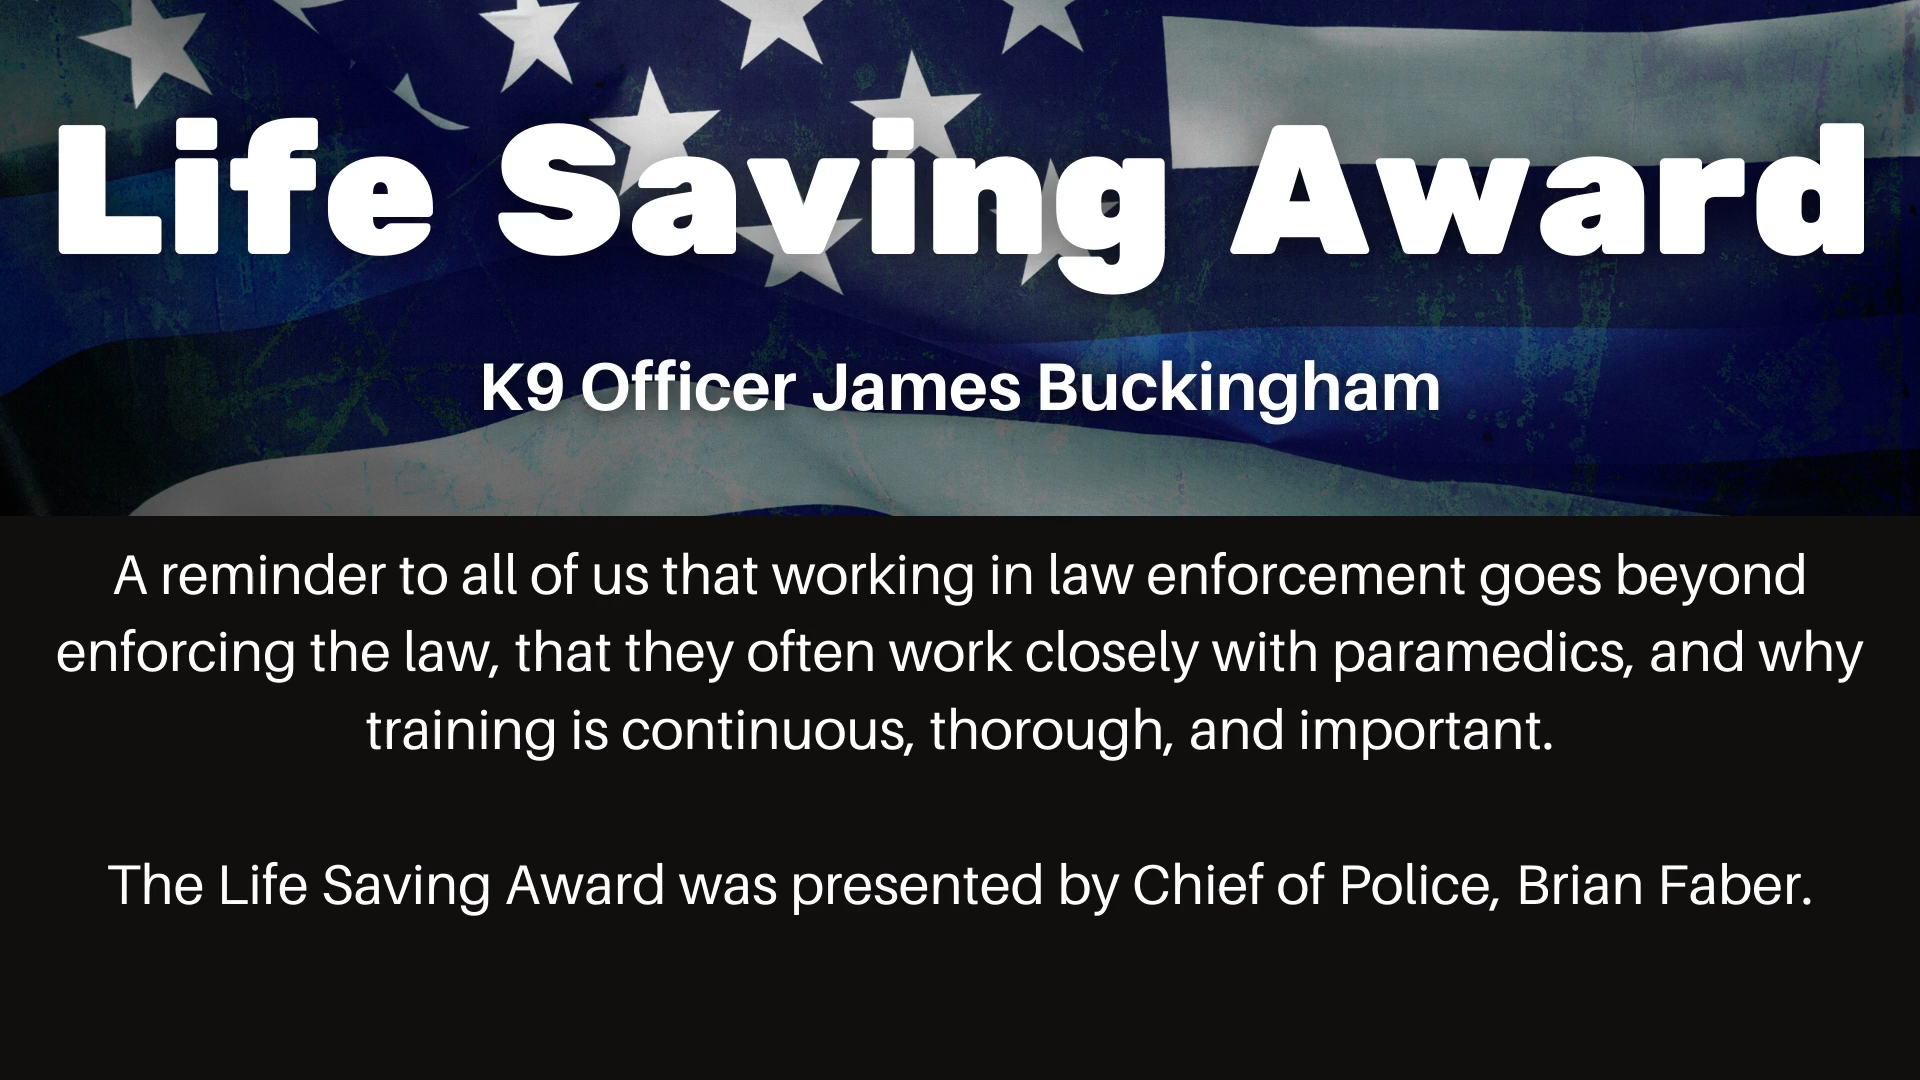 Life Saving Award
K9 Officer James Buckingham
A reminder to all of us that working in law enforcement goes beyond
enforcing the law, that they often work closely with paramedics, and why
training is continuous, thorough, and important.
The Life Saving Award was presented by Chief of Police, Brian Faber.